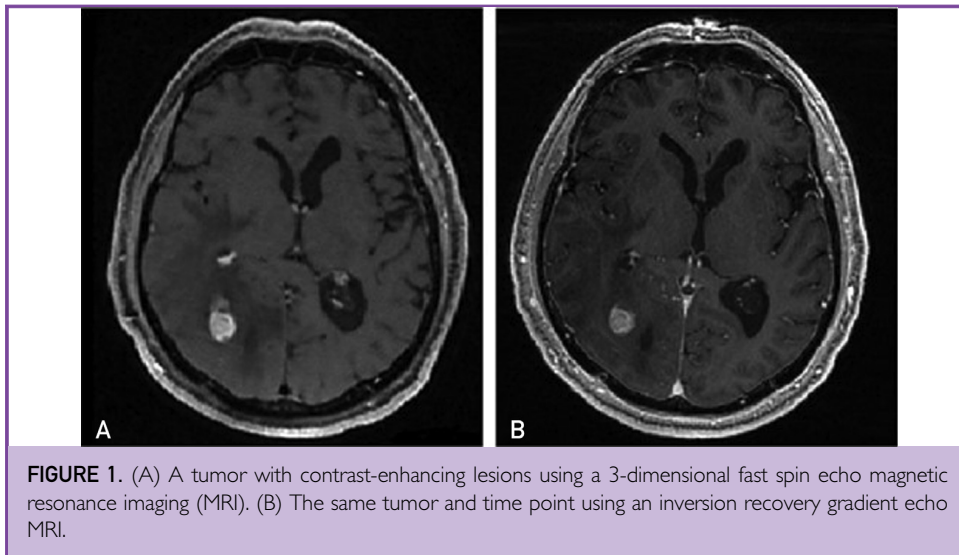 A
B
FIGURE 1. (A) A tumor with contrast-enhancing lesions using a 3-dimensional fast spin echo magnetic
resonance imaging (MRI). (B) The same tumor and time point using an inversion recovery gradient echo
MRI.